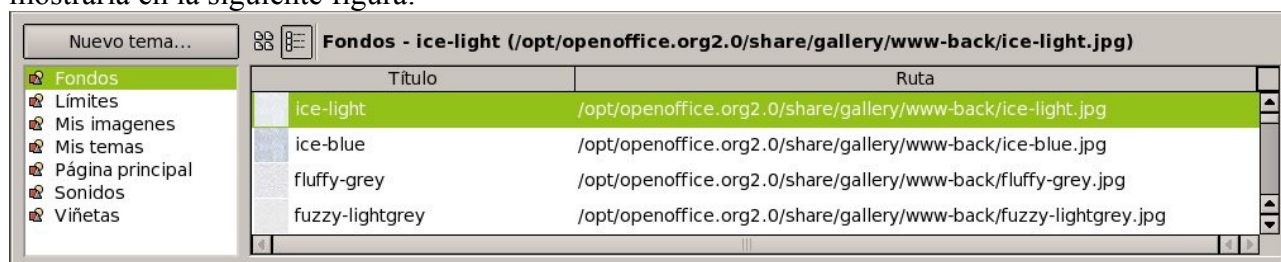 mostraría en la siguiente figura:
Nuevo tema...
Fondos - ice-light (/opt/openoffice.org2.0/share/gallery/www-back/ice-light.jpg)
Fondos
Límites
Mis imagenes
Mis temas
Página principal
Sonidos
Viñetas
Título Ruta
ice-light /opt/openoffice.org2.0/share/gallery/www-back/ice-light.jpg
ice-blue /opt/openoffice.org2.0/share/gallery/www-back/ice-blue.jpg
fluffy-grey /opt/openoffice.org2.0/share/gallery/www-back/fluffy-grey.jpg
fuzzy-lightgrey /opt/openoffice.org2.0/share/gallery/www-back/fuzzy-lightgrey.jpg